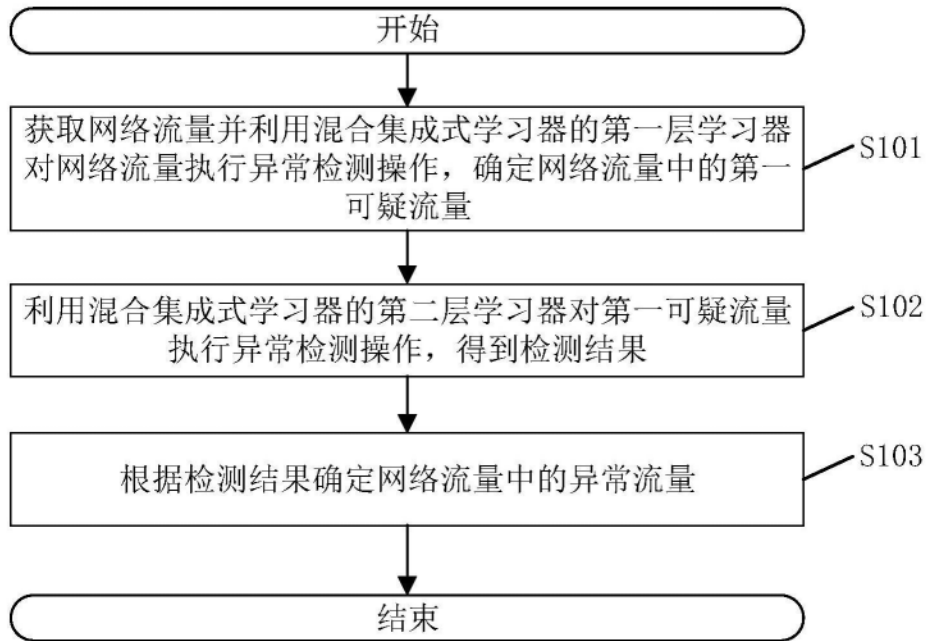 开始
获取网络流量并利用混合集成式学习器的第一层学习器
对网络流量执行异常检测操作，确定网络流量中的第一
可疑流量
S101
利用混合集成式学习器的第二层学习器对第一可疑流量
执行异常检测操作，得到检测结果
S102
根据检测结果确定网络流量中的异常流量
S103
结束